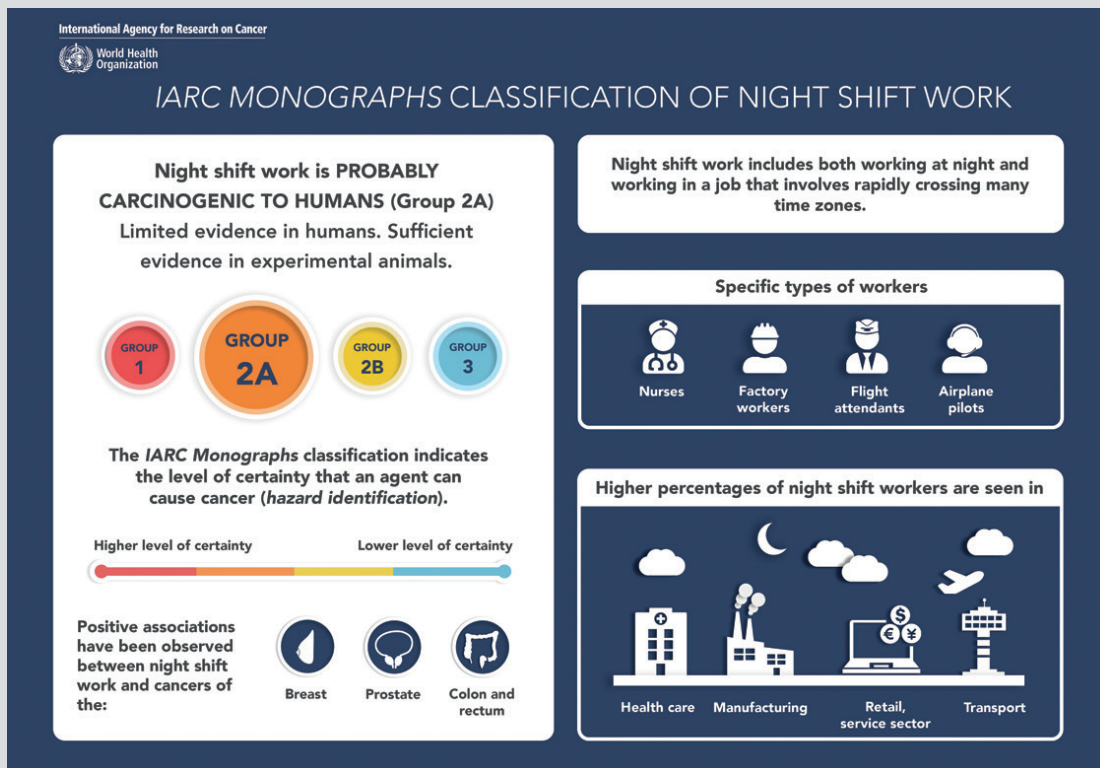 International Agency for Research on Cancer
World Health
Organization
IARC MONOGRAPHS CLASSIFICATION OF NIGHT SHIFT WORK
Night shift work is PROBABLY
CARCINOGENIC TO HUMANS (Group 2A)
Limited evidence in humans. Sufficient
evidence in experimental animals.
GROUP
1
GROUP
2A
GROUP
2B
GROUP
3
The IARC Monographs classification indicates
the level of certainty that an agent can
cause cancer (hazard identification).
Higher level of certainty
Lower level of certainty
Positive associations
have been observed
between night shift
work and cancers of
the:
Breast
Prostate
Colon and
rectum
Night shift work includes both working at night and
working in a job that involves rapidly crossing many
time zones.
Specific types of workers
Nurses
Factory
workers
Flight
attendants
Airplane
pilots
Higher percentages of night shift workers are seen in
$
€
¥
Health care
Manufacturing
Retail,
service sector
Transport